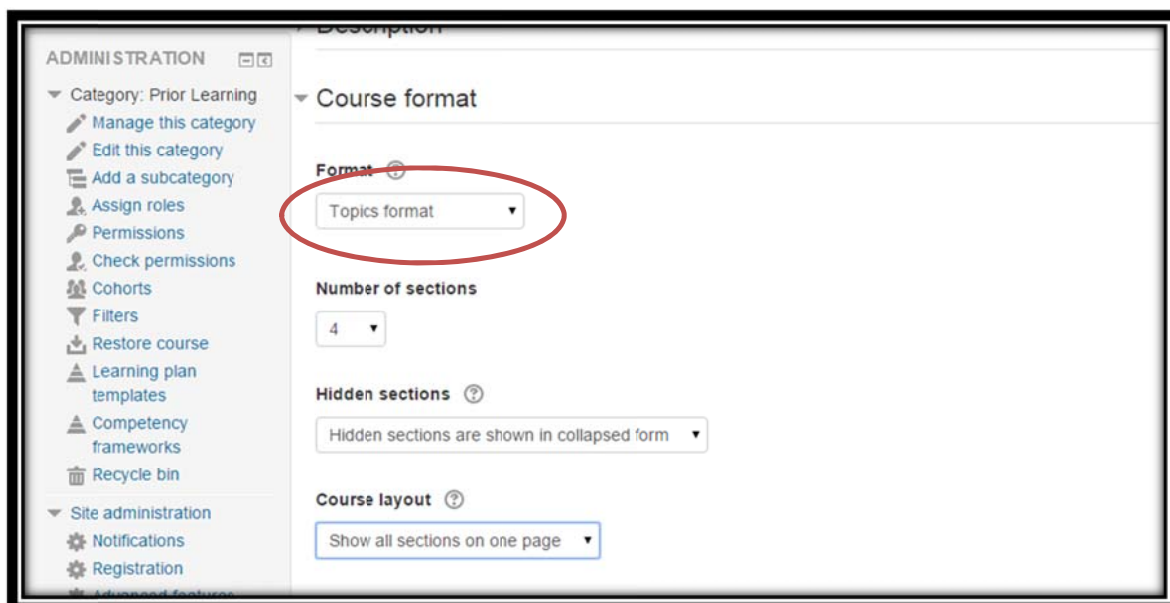 ADMINISTRATION
Category: Prior Learning
Manage this category
Edit this category
Add a subcategory
Assign roles
Permissions
Check permissions
Cohorts
Filters
Restore course
Learning plan
templates
Competency
frameworks
Recycle bin
Site administration
Notifications
Registration
Advanced features
Description
Course format
Format
Topics format
Number of sections
4
Hidden sections
Hidden sections are shown in collapsed form
Course layout
Show all sections on one page